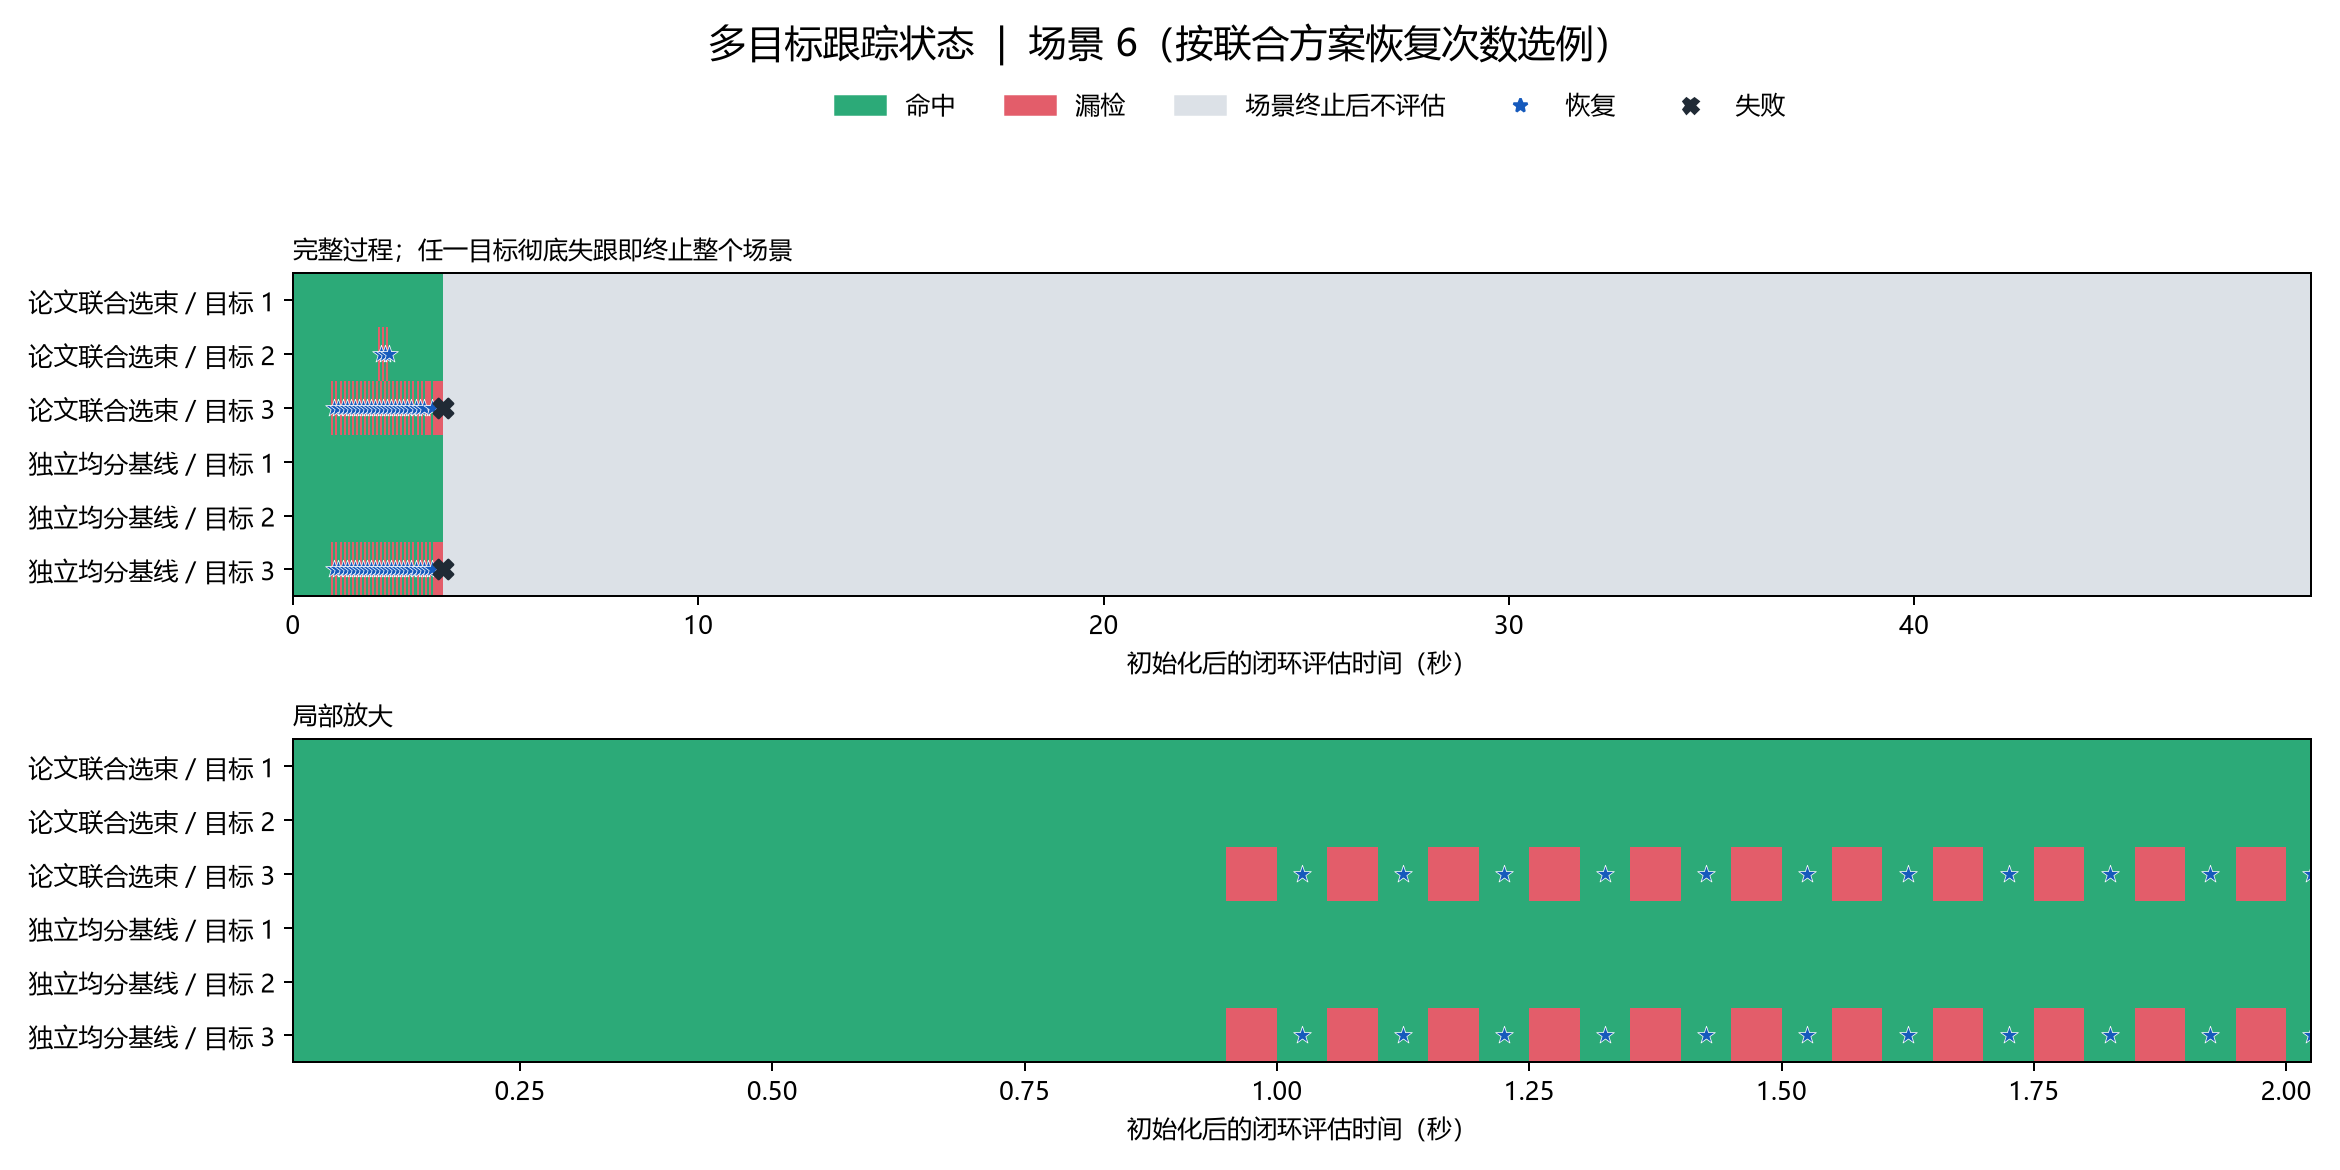 多目标跟踪状态 | 场景 6（按联合方案恢复次数选例）
命中 漏检 场景终止后不评估 恢复 失败
完整过程；任一目标彻底失跟即终止整个场景
论文联合选束 / 目标 1
论文联合选束 / 目标 2
论文联合选束 / 目标 3
独立均分基线 / 目标 1
独立均分基线 / 目标 2
独立均分基线 / 目标 3
0 10 20 30 40
初始化后的闭环评估时间（秒）
局部放大
论文联合选束 / 目标 1
论文联合选束 / 目标 2
论文联合选束 / 目标 3
独立均分基线 / 目标 1
独立均分基线 / 目标 2
独立均分基线 / 目标 3
0.25 0.50 0.75 1.00 1.25 1.50 1.75 2.00
初始化后的闭环评估时间（秒）